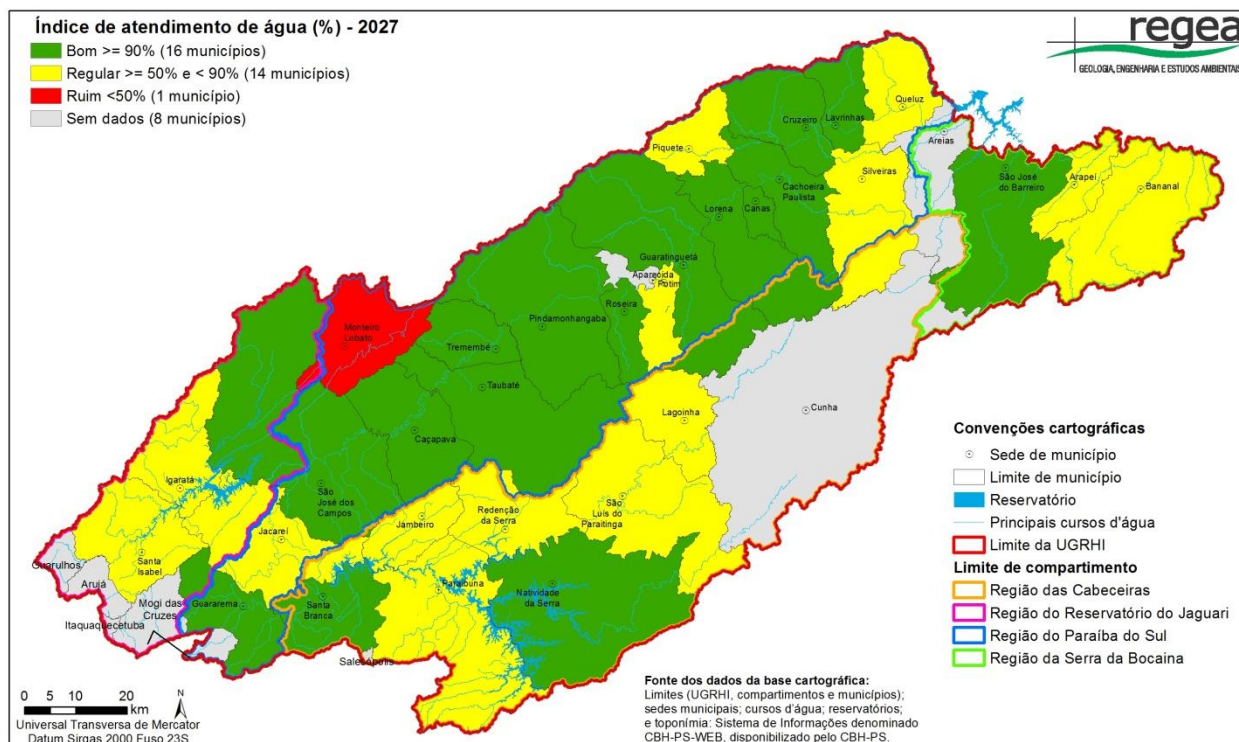 Índice de atendimento de água (%) - 2027
Bom >= 90% (16 municípios)
Regular >= 50% e < 90% (14 municípios)
Ruim <50% (1 município)
Sem dados (8 municípios)
regea
GEOLOGIA, ENGENHARIA E ESTUDOS AMBIENTAIS
Queluz
Cruzeiro
Lavrinhas
Areias
Piquete
São José
do Barreiro
Arapeí
Bananal
Silveiras
Cachoeira
Paulista
Canas
Lorena
Guaratinguetá
Aparecida
Potim
Roseira
Pindamonhangaba
Monteiro
Lobato
Tremembé
Taubaté
Cunha
Lagoinha
Caçapava
São
José dos
Campos
São
Luís do
Paraitinga
Redenção
da Serra
Jambeiro
Igaratá
Jacareí
Santa
Isabel
Guarulhos
Arujá
Mogi das
Cruzes
Itaquaquecetuba
Guararema
Santa
Branca
Paraibuna
Natividade
da Serra
Salesópolis
Convenções cartográficas
Sede de município
Limite de município
Reservatório
Principais cursos d'água
Limite da UGRHI
Limite de compartimento
Região das Cabeceiras
Região do Reservatório do Jaguari
Região do Paraíba do Sul
Região da Serra da Bocaina
0 5 10 20
km
N
Universal Transversa de Mercator
Datum Sirgas 2000 Fuso 23S
Fonte dos dados da base cartográfica:
Limites (UGRHI, compartimentos e municípios);
sedes municipais; cursos d'água; reservatórios;
e toponímia: Sistema de Informações denominado
CBH-PS-WEB, disponibilizado pelo CBH-PS.